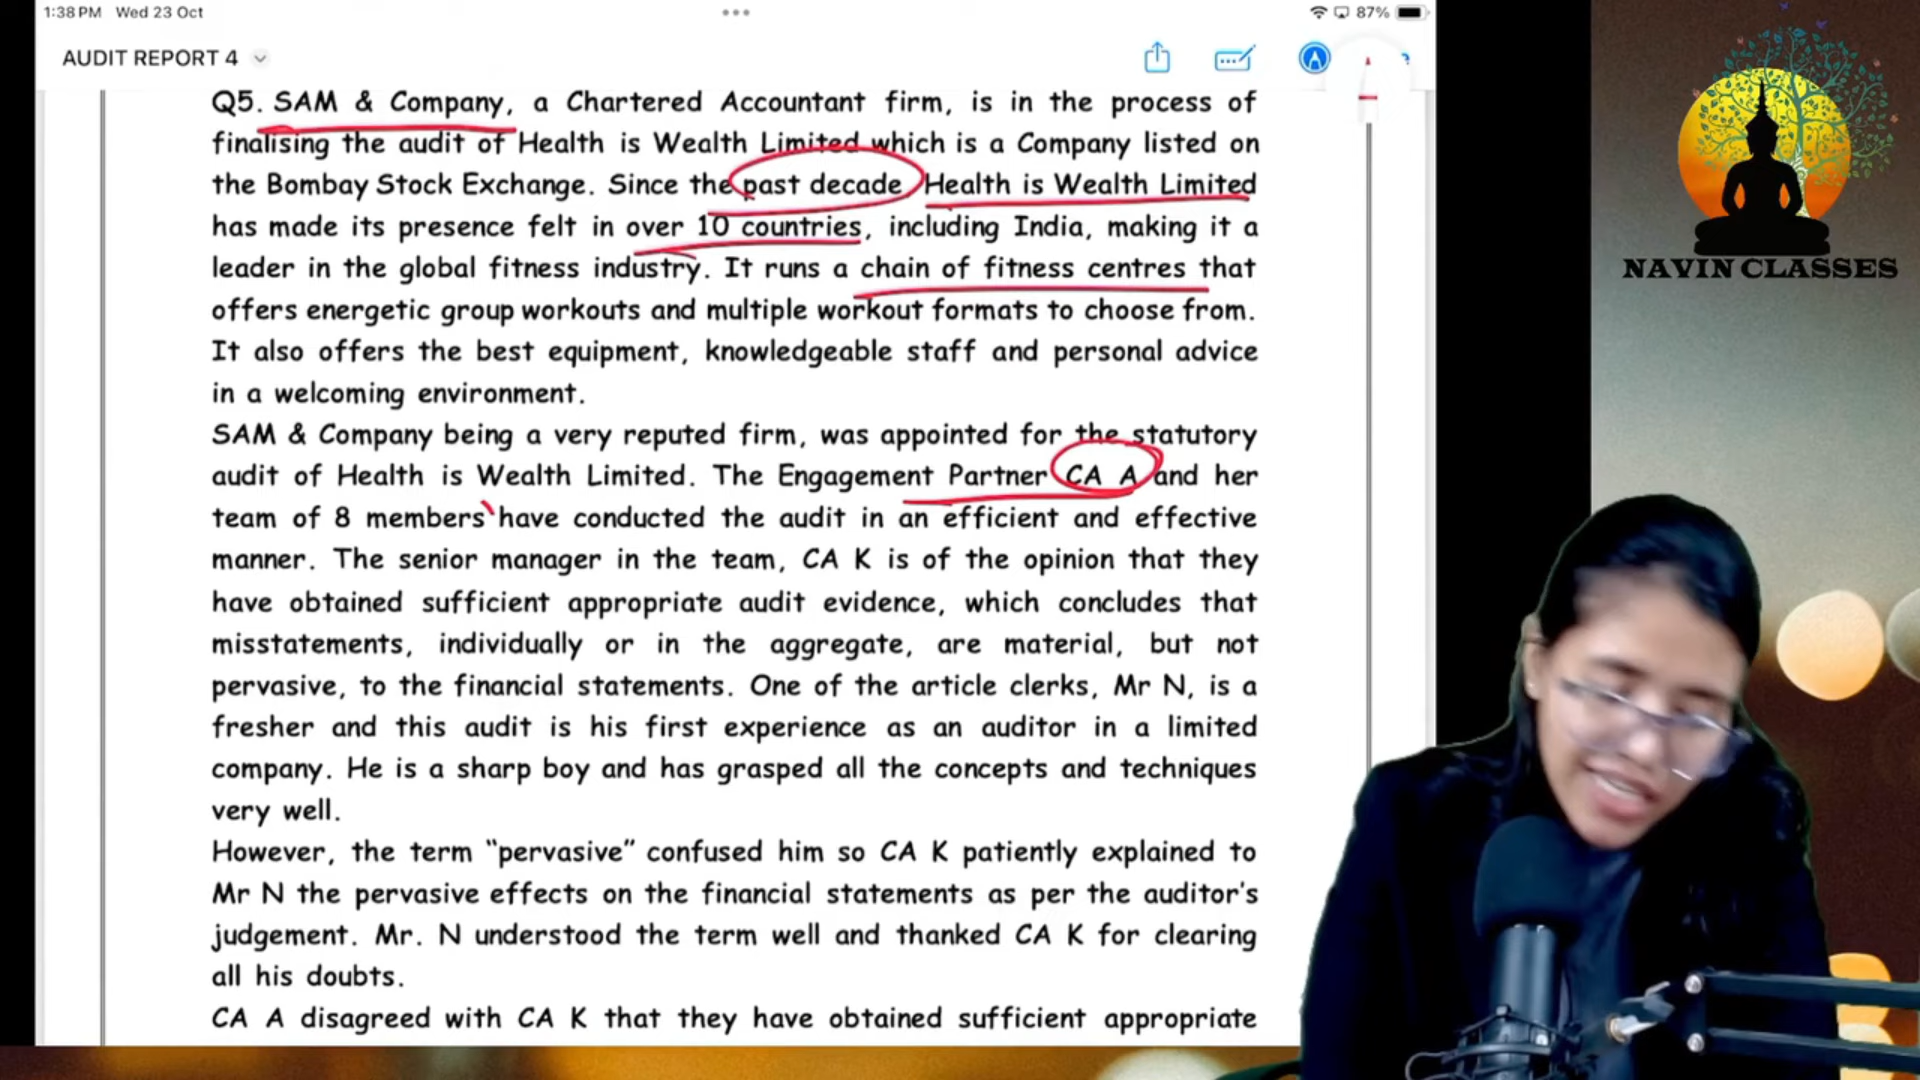 1:38 PM Wed 23 Oct
87%
AUDIT REPORT 4
Q5. SAM & Company, a Chartered Accountant firm, is in the process of
finalising the audit of Health is Wealth Limited which is a Company listed on
the Bombay Stock Exchange. Since the past decade Health is Wealth Limited
has made its presence felt in over 10 countries, including India, making it a
leader in the global fitness industry. It runs a chain of fitness centres that
offers energetic group workouts and multiple workout formats to choose from.
It also offers the best equipment, knowledgeable staff and personal advice
in a welcoming environment.
SAM & Company being a very reputed firm, was appointed for the statutory
audit of Health is Wealth Limited. The Engagement Partner CA A and her
team of 8 members have conducted the audit in an efficient and effective
manner. The senior manager in the team, CA K is of the opinion that they
have obtained sufficient appropriate audit evidence, which concludes that
misstatements, individually or in the aggregate, are material, but not
pervasive, to the financial statements. One of the article clerks, Mr N, is a
fresher and this audit is his first experience as an auditor in a limited
company. He is a sharp boy and has grasped all the concepts and techniques
very well.
However, the term “pervasive” confused him so CA K patiently explained to
Mr N the pervasive effects on the financial statements as per the auditor's
judgement. Mr. N understood the term well and thanked CA K for clearing
all his doubts.
CA A disagreed with CA K that they have obtained sufficient appropriate
NAVIN CLASSES